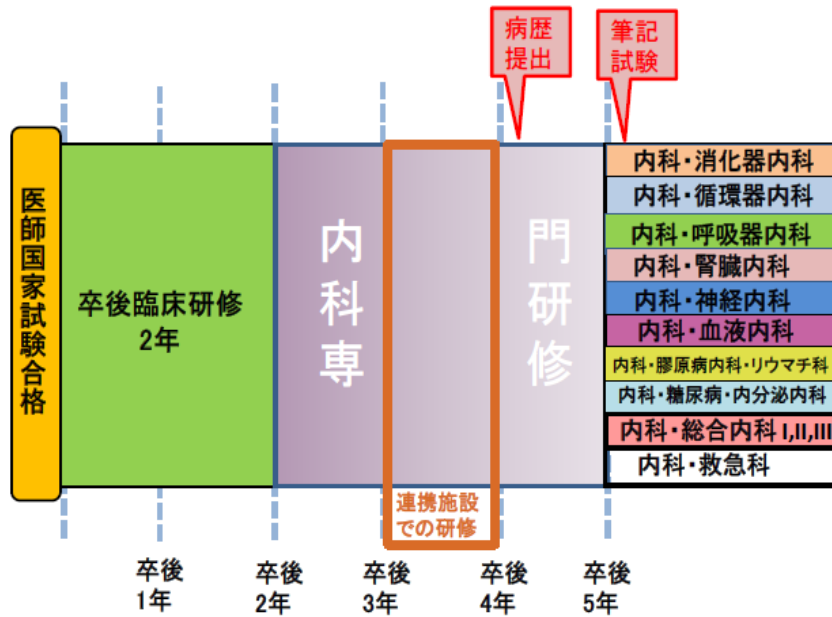 病歴
提出
筆記
試験
医師国家試験合格
卒後臨床研修
2年
内科専
門研修
連携施設
での研修
内科・消化器内科
内科・循環器内科
内科・呼吸器内科
内科・腎臓内科
内科・神経内科
内科・血液内科
内科・膠原病内科・リウマチ科
内科・糖尿病・内分泌内科
内科・総合内科 I,II,III
内科・救急科
卒後
1年
卒後
2年
卒後
3年
卒後
4年
卒後
5年